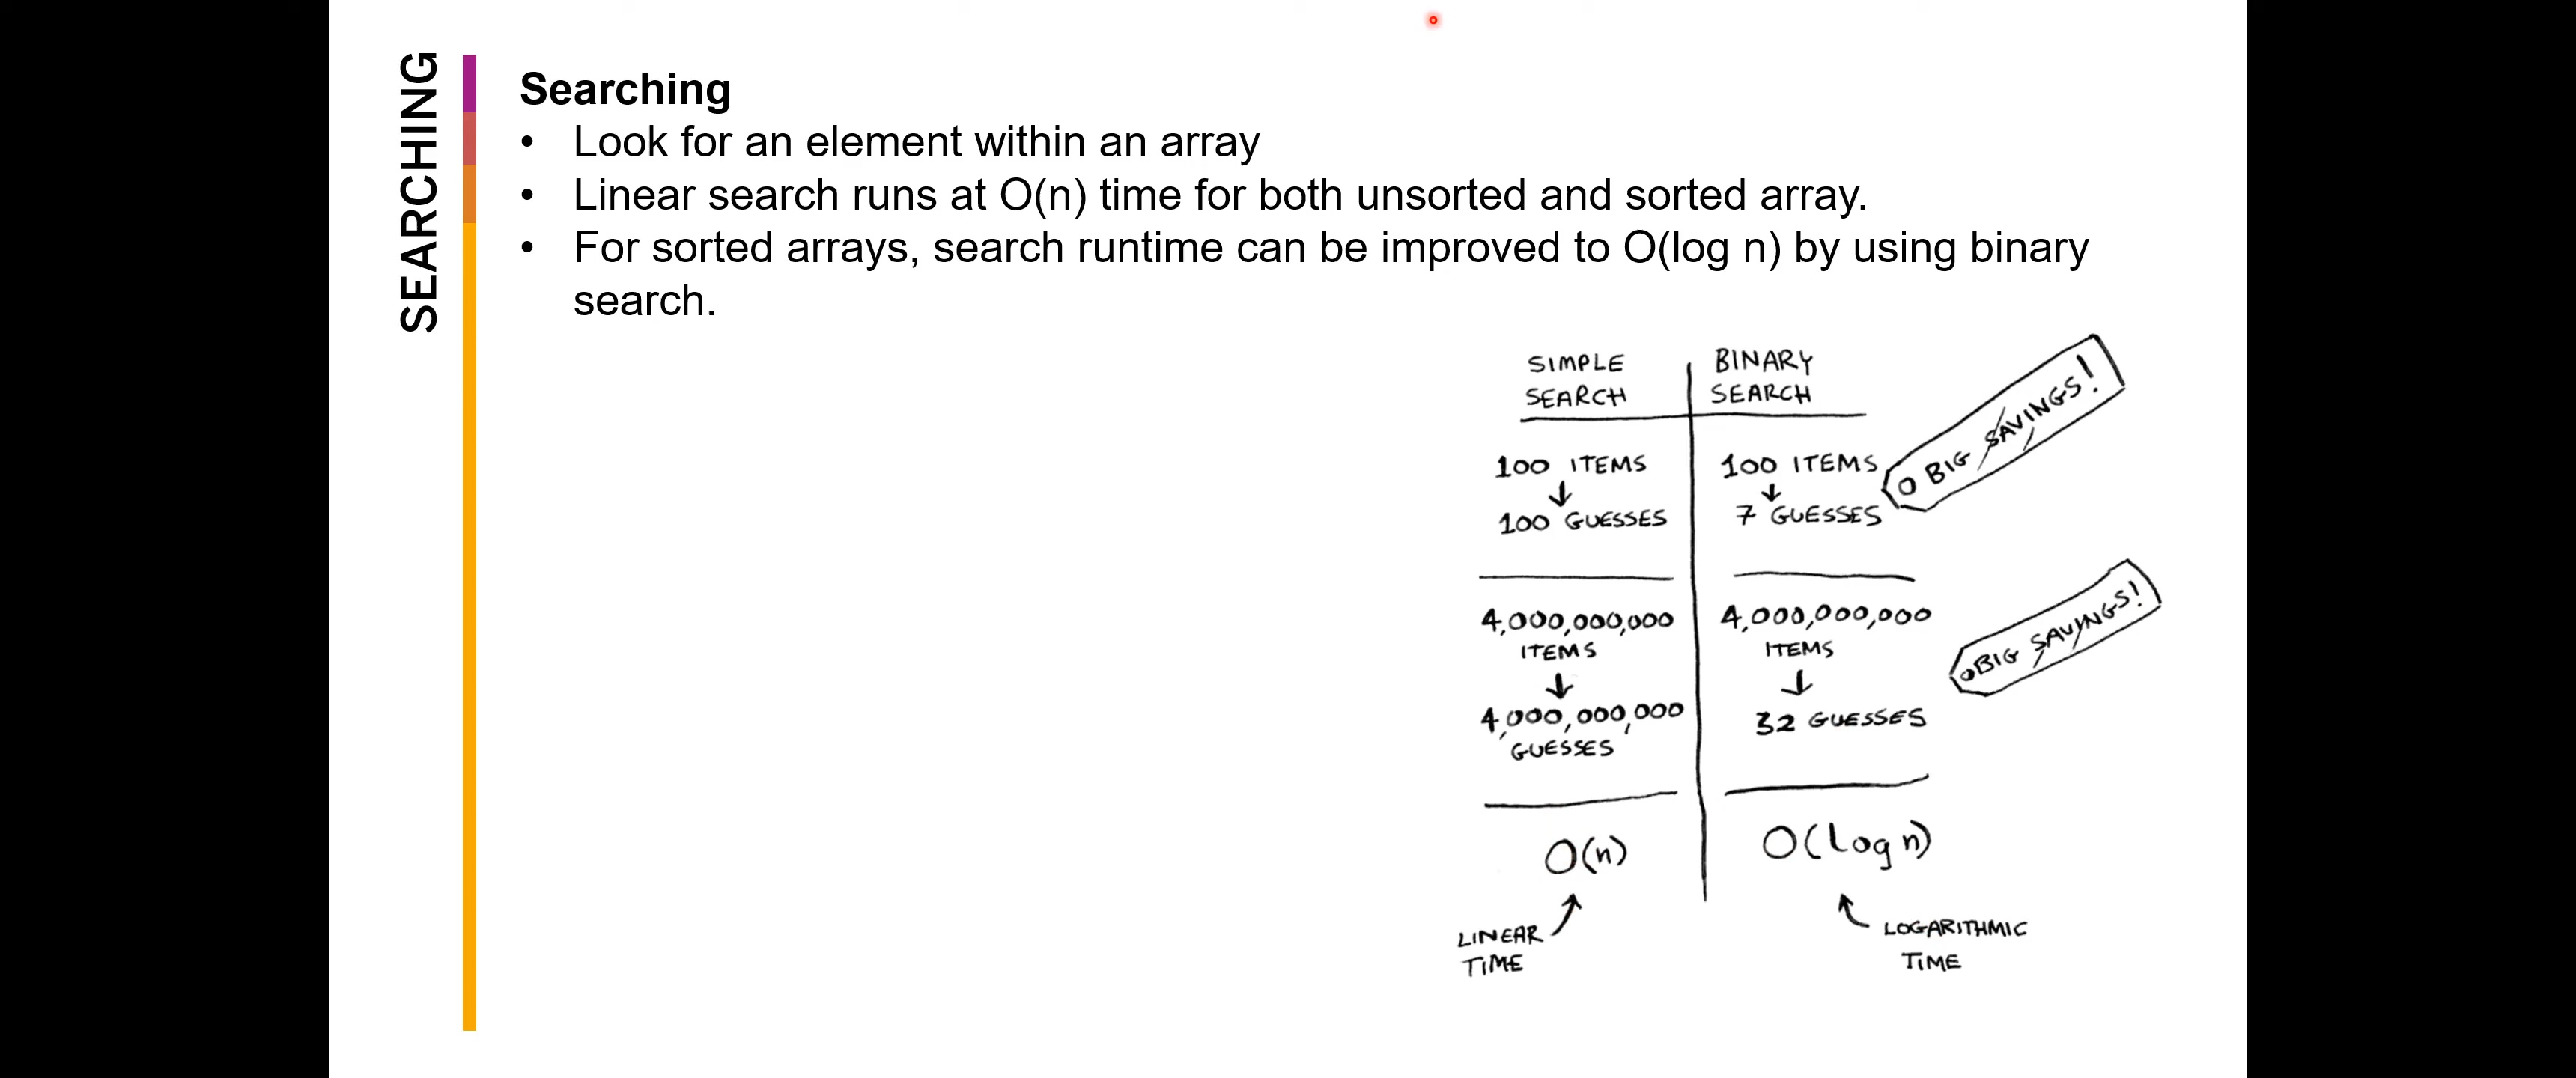 SEARCHING
Searching
• Look for an element within an array
• Linear search runs at O(n) time for both unsorted and sorted array.
• For sorted arrays, search runtime can be improved to O(log n) by using binary
search.
SIMPLE
SEARCH
BINARY
SEARCH
100 ITEMS
↓
100 GUESSES
100 ITEMS
↓
7 GUESSES
BIG SAVINGS!
4,000,000,000
ITEMS
↓
4,000,000,000
GUESSES
4,000,000,000
ITEMS
↓
32 GUESSES
BIG SAVINGS!
O(n)
LINEAR
TIME
O(log n)
LOGARITHMIC
TIME